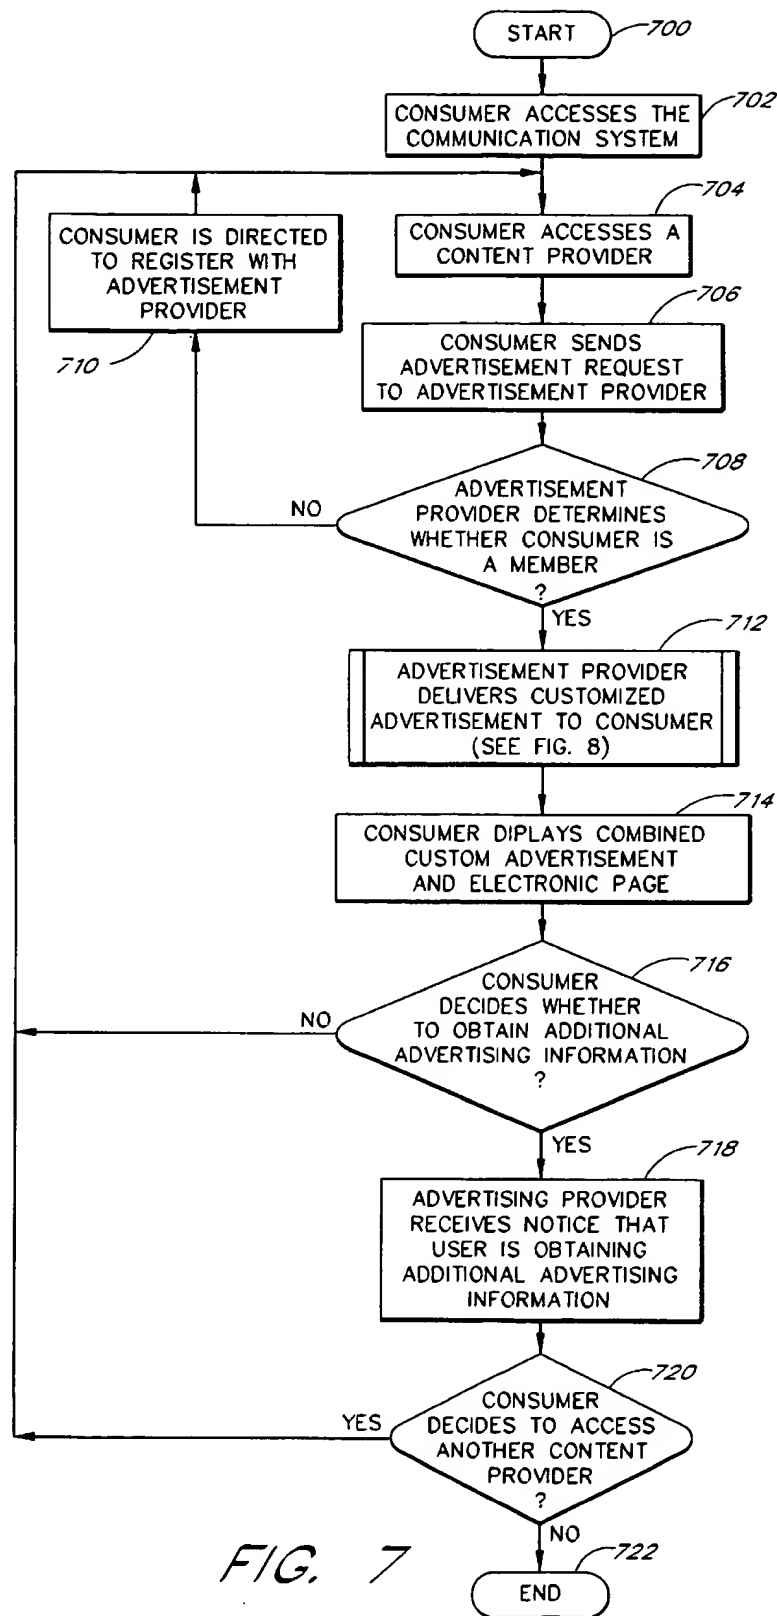 START
700
CONSUMER ACCESSES THE
COMMUNICATION SYSTEM
702
CONSUMER IS DIRECTED
TO REGISTER WITH
ADVERTISEMENT
PROVIDER
710
CONSUMER ACCESSES A
CONTENT PROVIDER
704
CONSUMER SENDS
ADVERTISEMENT REQUEST
TO ADVERTISEMENT PROVIDER
706
ADVERTISEMENT
PROVIDER DETERMINES
WHETHER CONSUMER IS
A MEMBER
?
708
NO
YES
ADVERTISEMENT PROVIDER
DELIVERS CUSTOMIZED
ADVERTISEMENT TO CONSUMER
(SEE FIG. 8)
712
CONSUMER DIPLAYS COMBINED
CUSTOM ADVERTISEMENT
AND ELECTRONIC PAGE
714
CONSUMER
DECIDES WHETHER
TO OBTAIN ADDITIONAL
ADVERTISING INFORMATION
?
716
NO
YES
ADVERTISING PROVIDER
RECEIVES NOTICE THAT
USER IS OBTAINING
ADDITIONAL ADVERTISING
INFORMATION
718
CONSUMER
DECIDES TO ACCESS
ANOTHER CONTENT
PROVIDER
?
720
YES
NO
END
722
FIG. 7